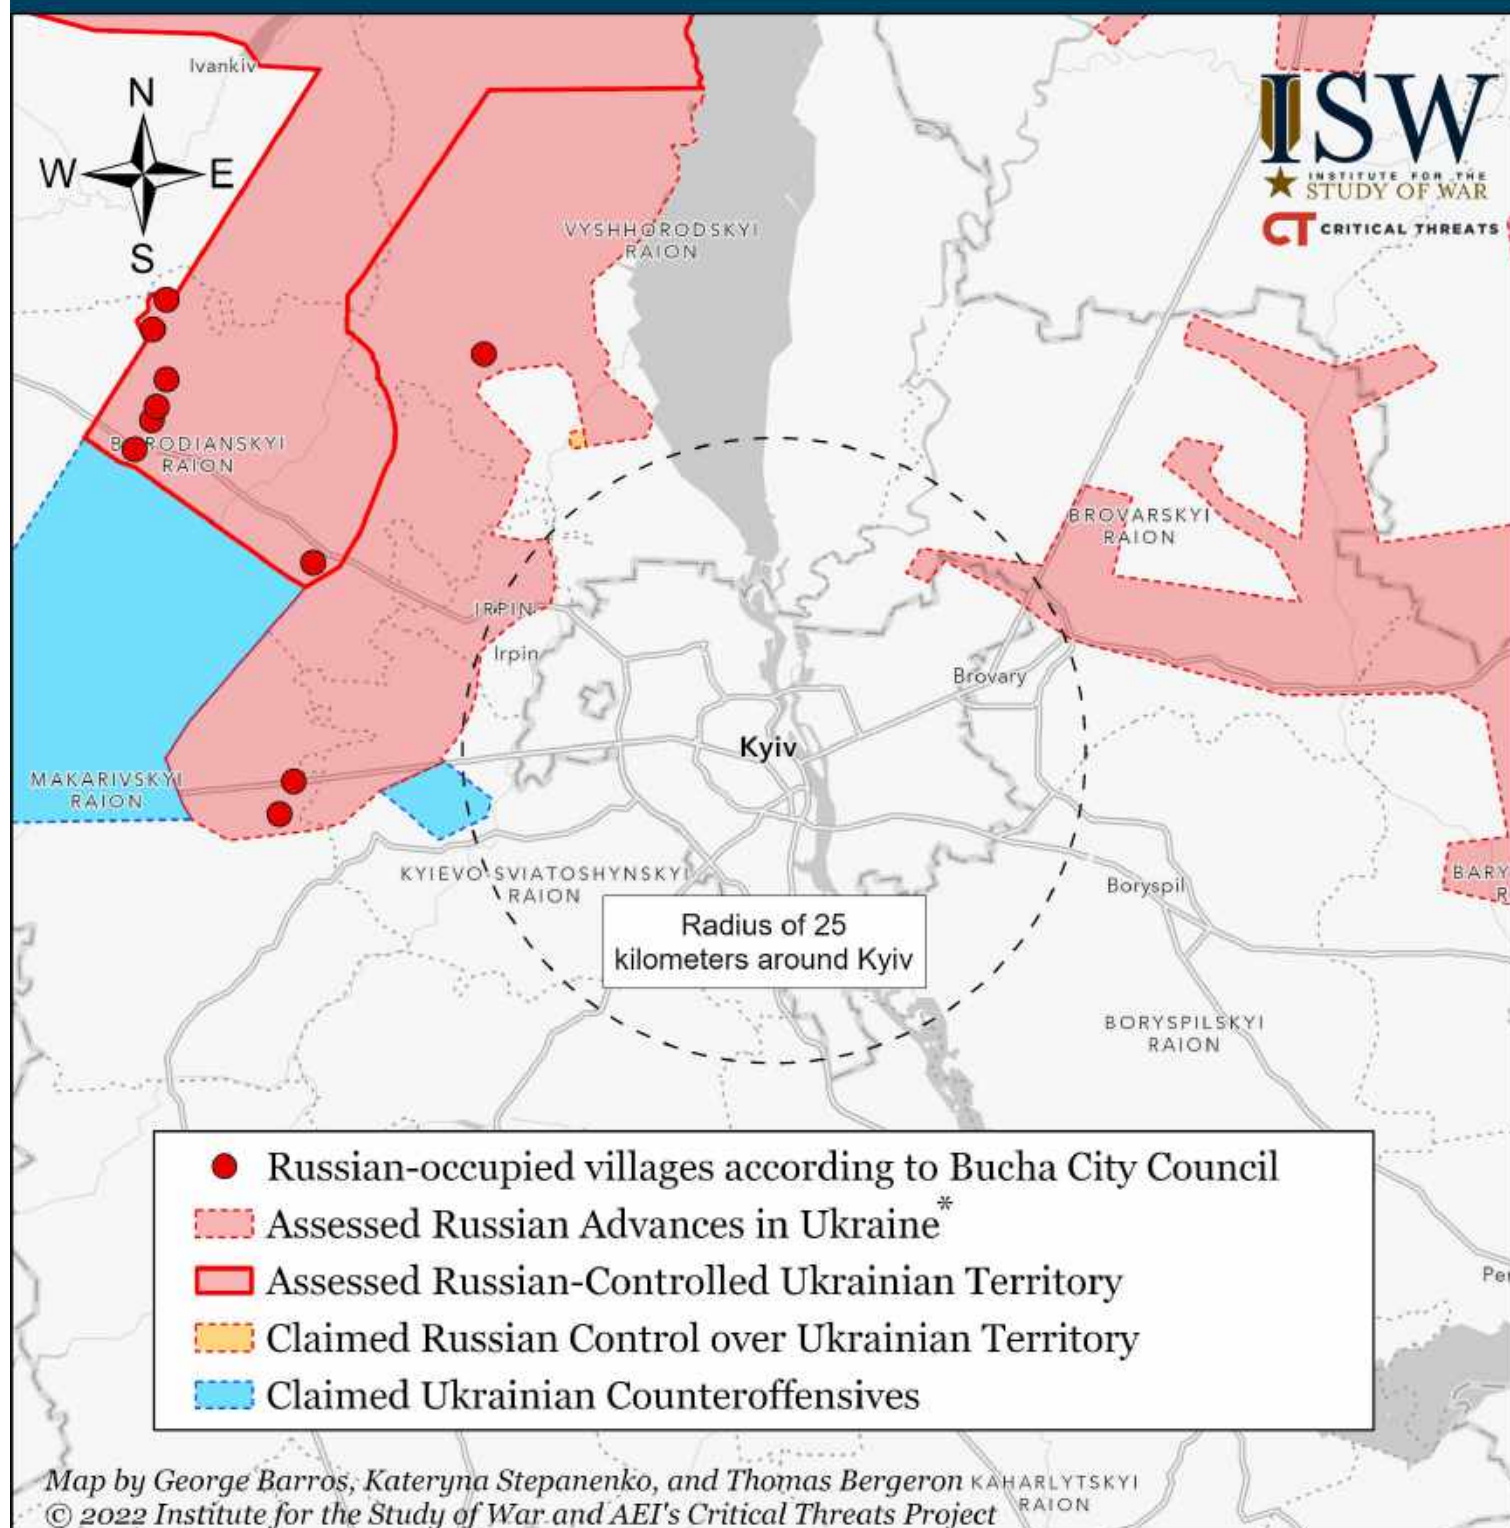 Ivankiv
N
W
E
S
ISW
INSTITUTE FOR THE
STUDY OF WAR
CT CRITICAL THREATS
VYSHHORODSKYI
RAION
RODIANSKYI
RAION
BROVARSKYI
RAION
IRPIN
Irpin
Brovary
Kyiv
MAKARIVSKYI
RAION
KYIEVO-SVIATOSHYNSKYI
RAION
Boryspil
BARY
R
Radius of 25
kilometers around Kyiv
BORYSPILSKYI
RAION
Russian-occupied villages according to Bucha City Council
Assessed Russian Advances in Ukraine*
Assessed Russian-Controlled Ukrainian Territory
Claimed Russian Control over Ukrainian Territory
Claimed Ukrainian Counteroffensives
Per
Map by George Barros, Kateryna Stepanenko, and Thomas Bergeron
KAHARLYTSKYI
RAION
© 2022 Institute for the Study of War and AEI's Critical Threats Project